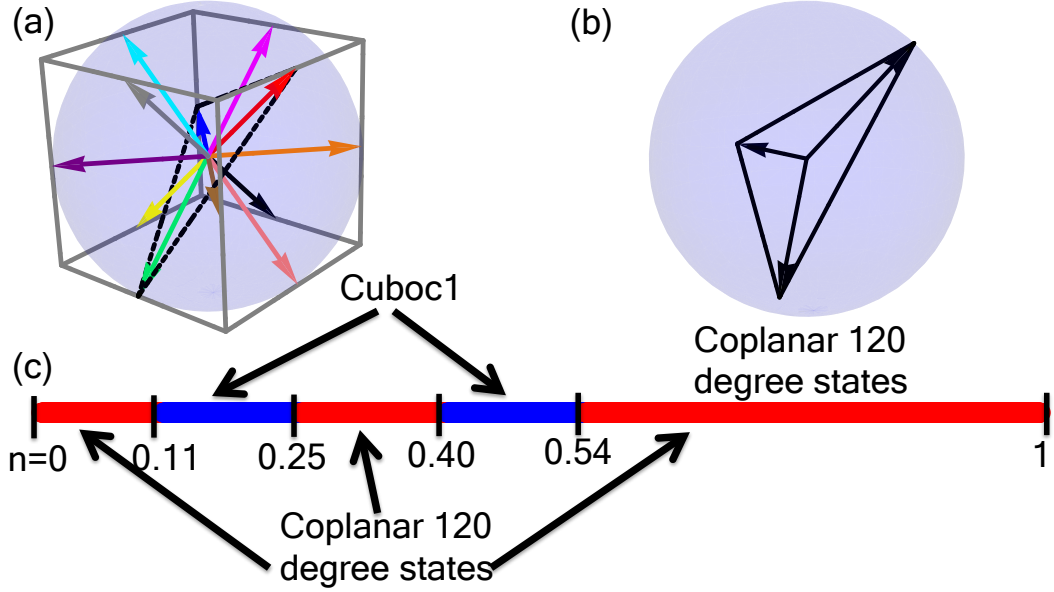 (a)
(b)
Cuboc1
Coplanar 120
degree states
(c)
n=0
0.11
0.25
0.40
0.54
1
Coplanar 120
degree states